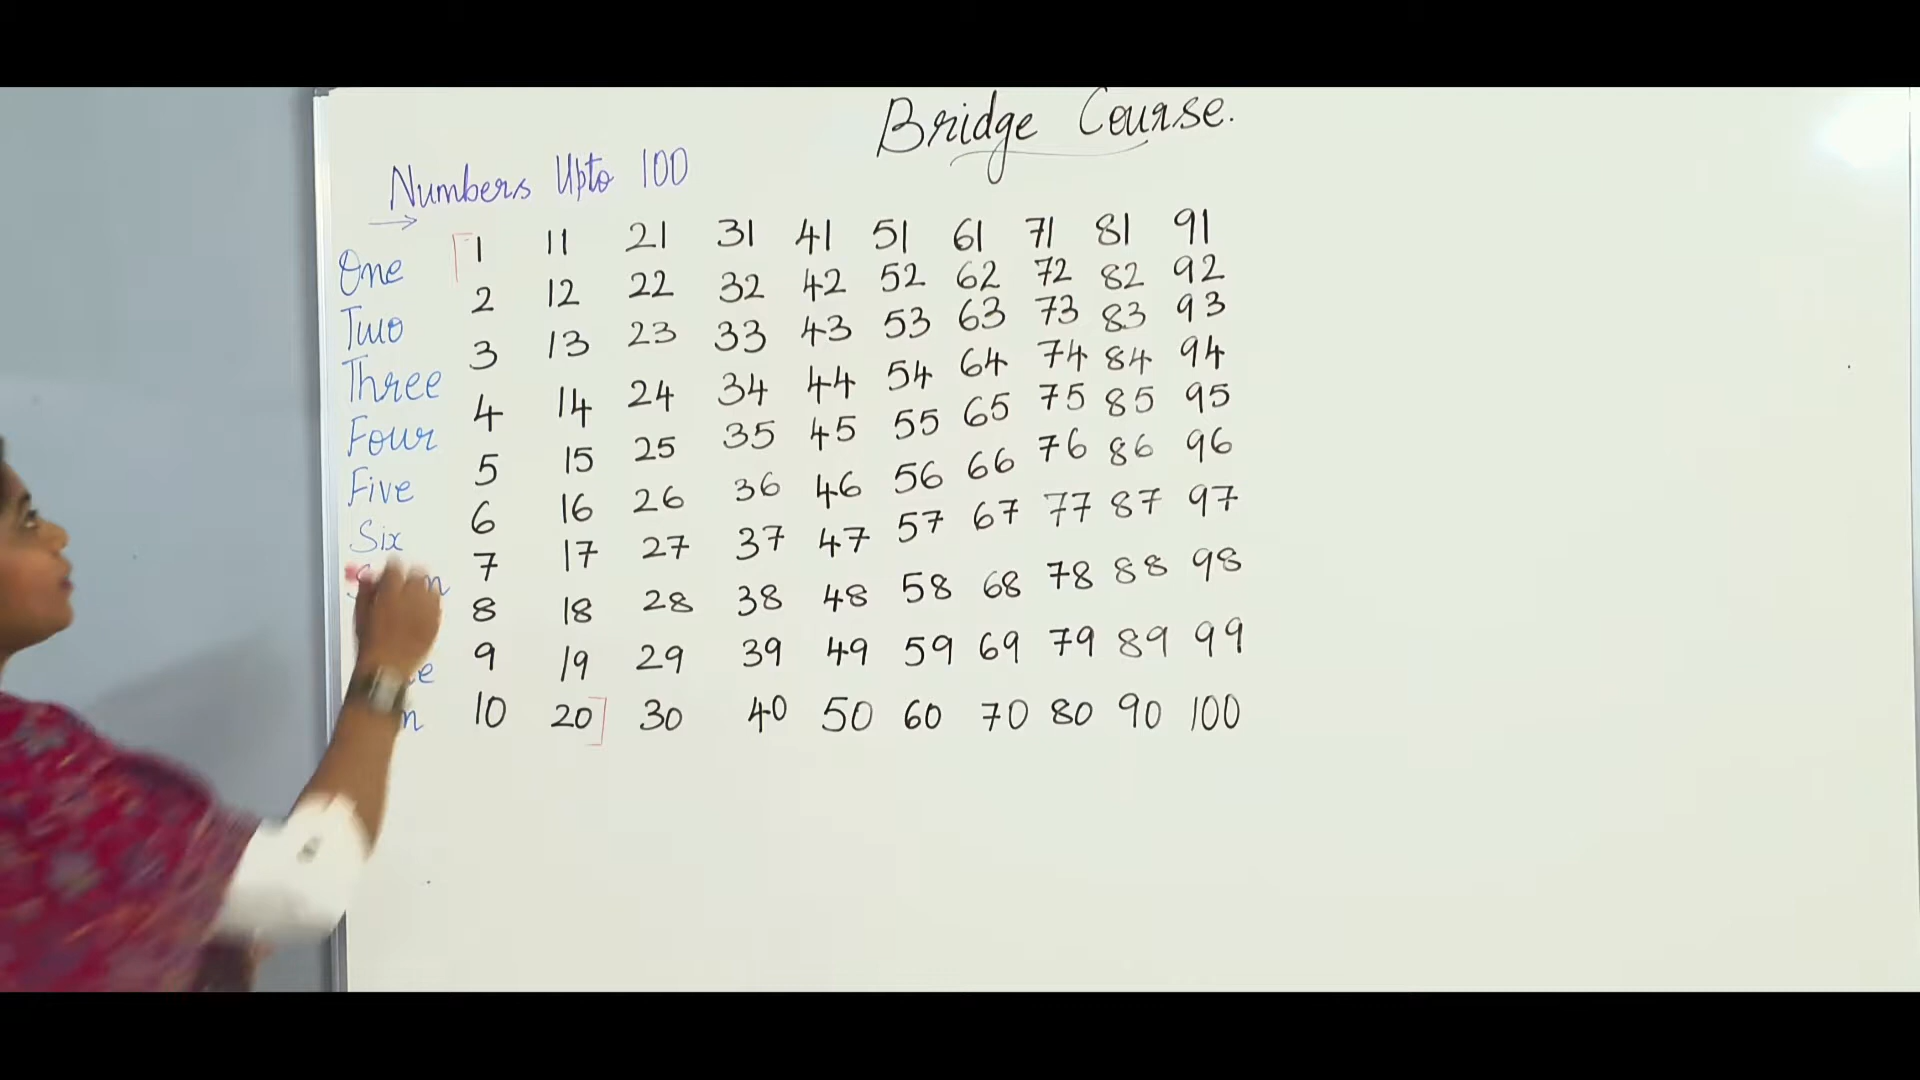 Bridge Course.
Numbers Upto 100
One 1 11 21 31 41 51 61 71 81 91
Two 2 12 22 32 42 52 62 72 82 92
Three 3 13 23 33 43 53 63 73 83 93
Four 4 14 24 34 44 54 64 74 84 94
Five 5 15 25 35 45 55 65 75 85 95
Six 6 16 26 36 46 56 66 76 86 96
7 17 27 37 47 57 67 77 87 97
8 18 28 38 48 58 68 78 88 98
9 19 29 39 49 59 69 79 89 99
10 20 30 40 50 60 70 80 90 100